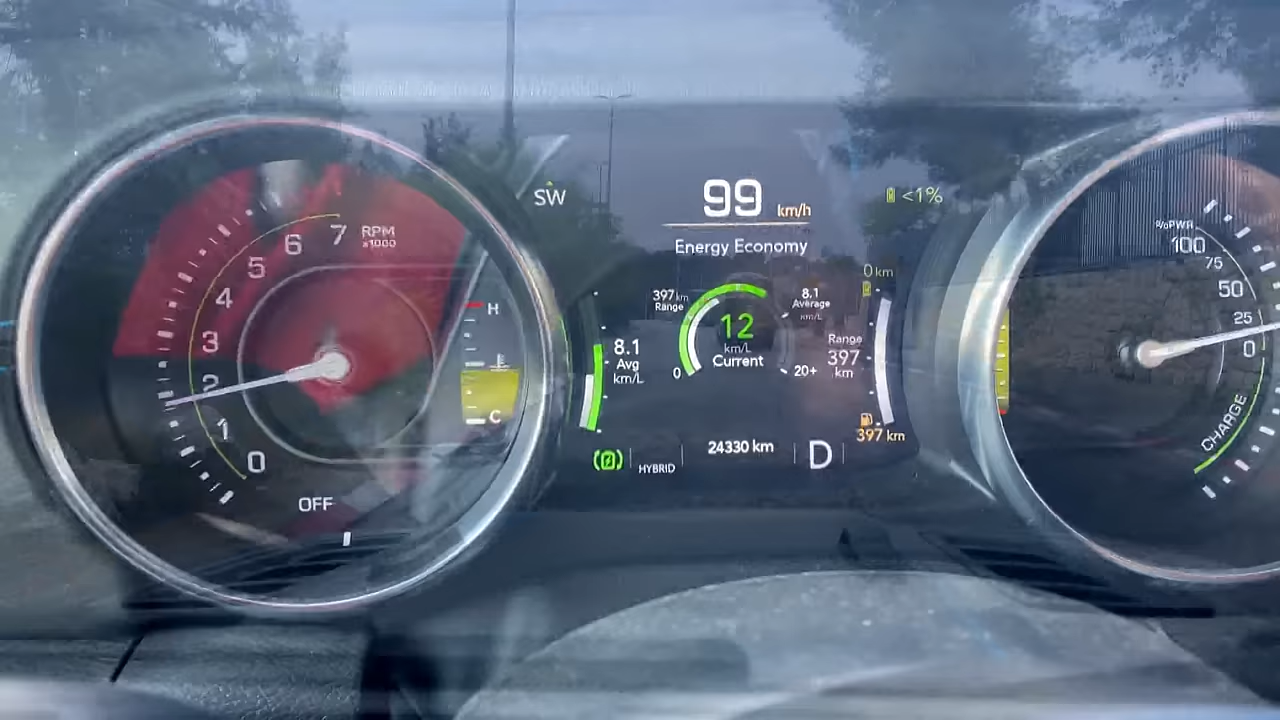 7
6
5
4
3
2
1
0
RPM
x1000
OFF
H
C
SW
99 km/h
<1%
Energy Economy
0 km
397 km
Range
8.1
Average
km/L
12
km/L
Current
0
20+
8.1
Avg
km/L
Range
397
km
397 km
HYBRID
24330 km
D
%PWR
100
75
50
25
0
CHARGE